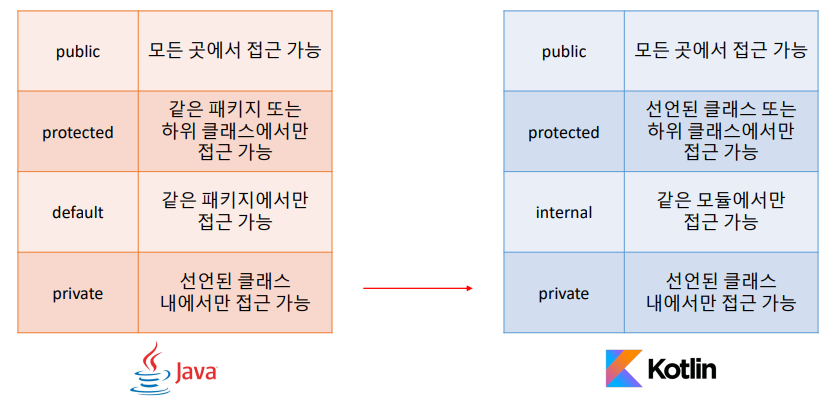 public
모든 곳에서 접근 가능
protected
같은 패키지 또는
하위 클래스에서만
접근 가능
default
같은 패키지에서만
접근 가능
private
선언된 클래스
내에서만 접근 가능
Java
public
모든 곳에서 접근 가능
protected
선언된 클래스 또는
하위 클래스에서만
접근 가능
internal
같은 모듈에서만
접근 가능
private
선언된 클래스
내에서만 접근 가능
Kotlin